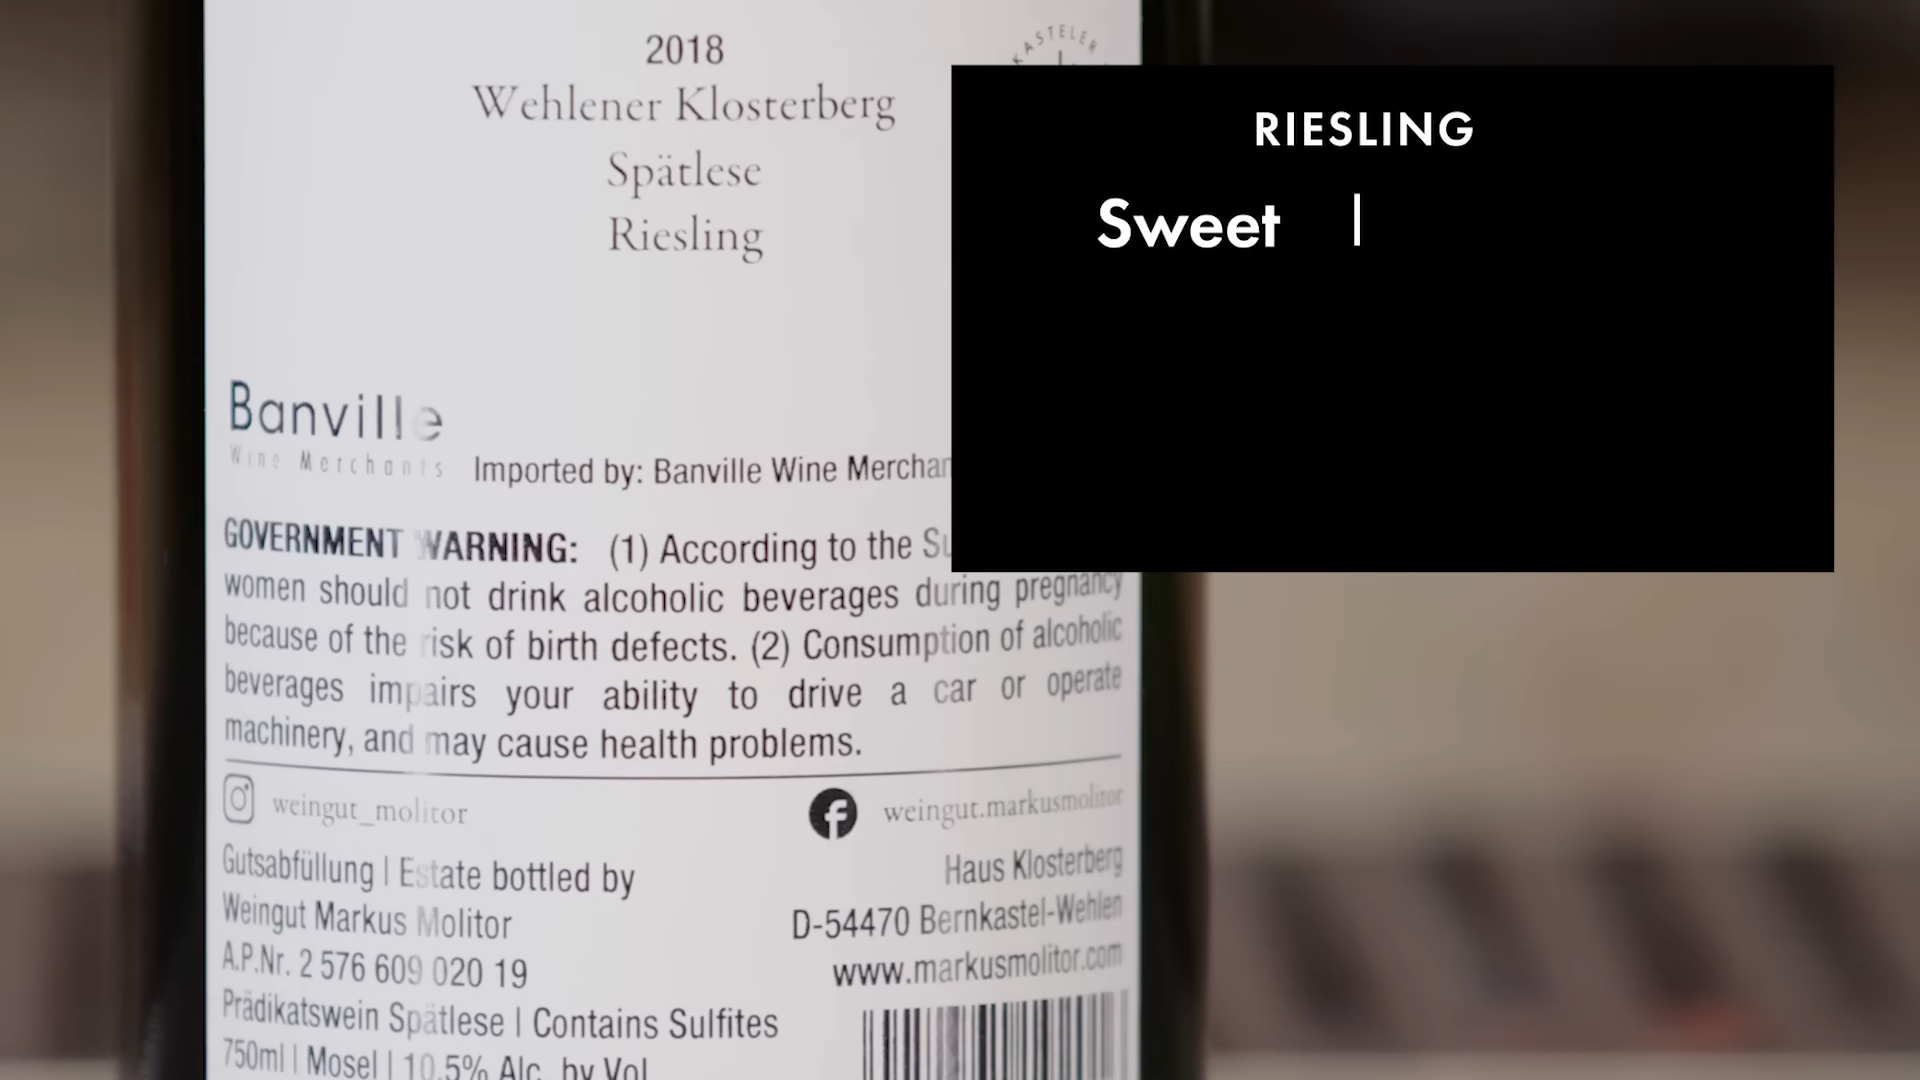 2018
Wehlener Klosterberg
Spätlese
Riesling
KASTELER
RIESLING
Sweet |
Banville
Wine Merchants
Imported by: Banville Wine
GOVERNMENT WARNING: (1) According to the
women should not drink alcoholic beverages during pregnancy
because of the risk of birth defects. (2) Consumption of alcoholic
beverages impairs your ability to drive a car or operate
machinery, and may cause health problems.
weingut_molitor
weingut.markusmolitor
Gutsabfüllung | Estate bottled by
Weingut Markus Molitor
A.P.Nr. 2 576 609 020 19
Prädikatswein Spätlese | Contains Sulfites
750ml | Mosel | 10.5% Alc. by Vol
Haus Klosterberg
D-54470 Bernkastel-Wehlen
www.markusmolitor.com